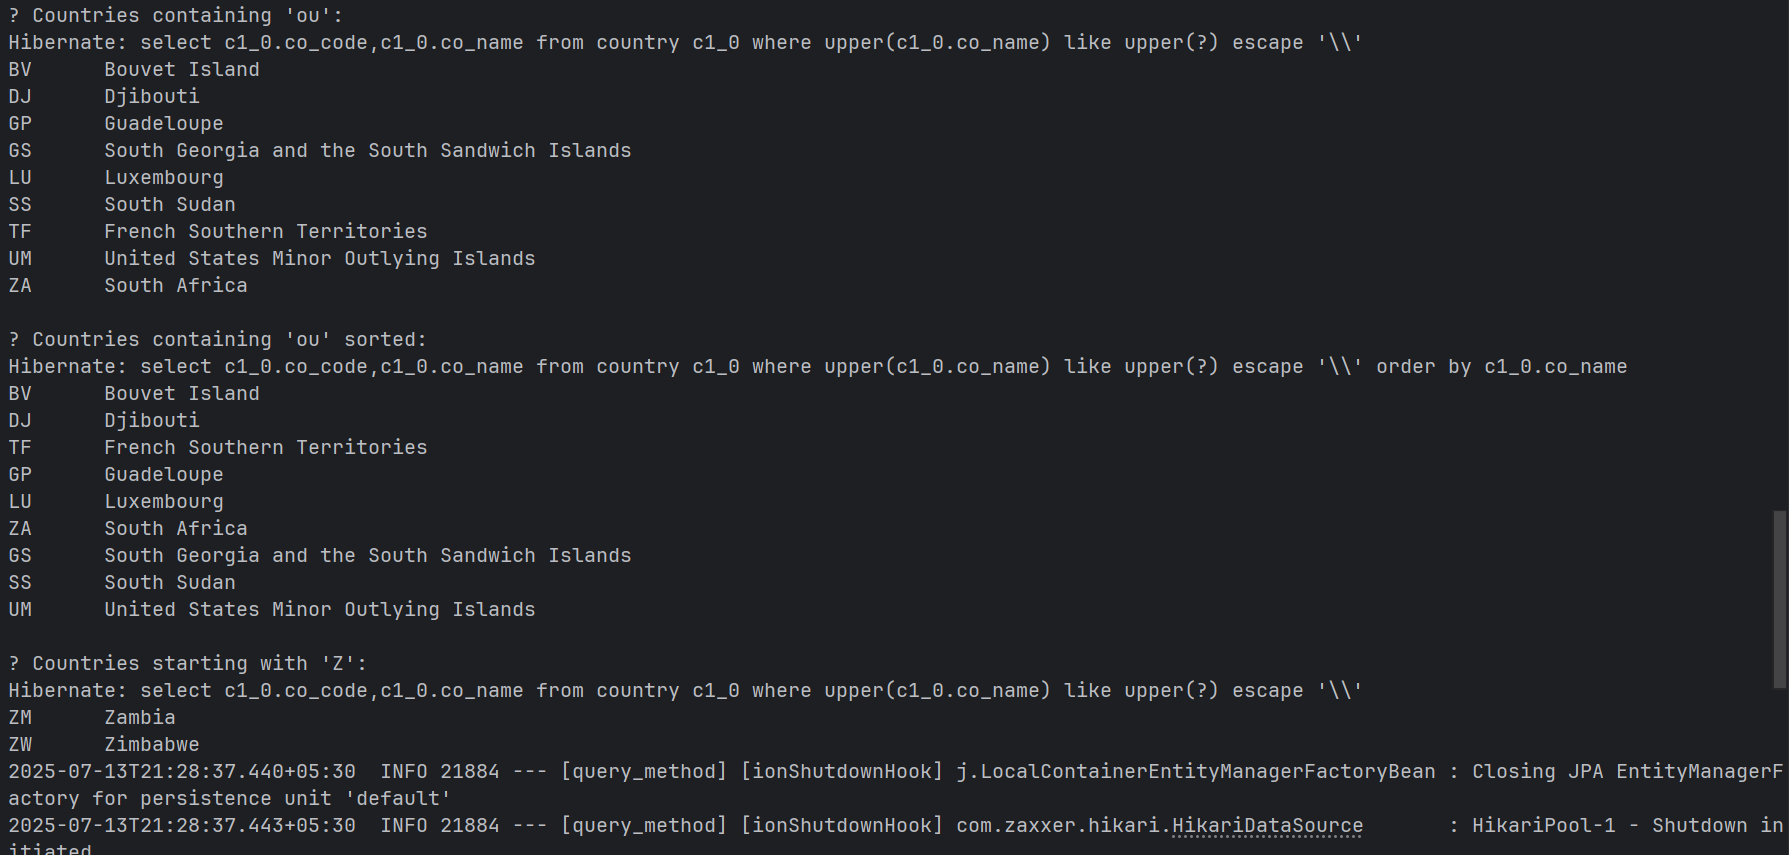 ? Countries containing 'ou':
Hibernate: select c1_0.co_code,c1_0.co_name from country c1_0 where upper(c1_0.co_name) like upper(?) escape '\\'
BV      Bouvet Island
DJ      Djibouti
GP      Guadeloupe
GS      South Georgia and the South Sandwich Islands
LU      Luxembourg
SS      South Sudan
TF      French Southern Territories
UM      United States Minor Outlying Islands
ZA      South Africa
? Countries containing 'ou' sorted:
Hibernate: select c1_0.co_code,c1_0.co_name from country c1_0 where upper(c1_0.co_name) like upper(?) escape '\\' order by c1_0.co_name
BV      Bouvet Island
DJ      Djibouti
TF      French Southern Territories
GP      Guadeloupe
LU      Luxembourg
ZA      South Africa
GS      South Georgia and the South Sandwich Islands
SS      South Sudan
UM      United States Minor Outlying Islands
? Countries starting with 'Z':
Hibernate: select c1_0.co_code,c1_0.co_name from country c1_0 where upper(c1_0.co_name) like upper(?) escape '\\'
ZM      Zambia
ZW      Zimbabwe
2025-07-13T21:28:37.440+05:30  INFO 21884 --- [query_method] [ionShutdownHook] j.LocalContainerEntityManagerFactoryBean : Closing JPA EntityManagerF
actory for persistence unit 'default'
2025-07-13T21:28:37.443+05:30  INFO 21884 --- [query_method] [ionShutdownHook] com.zaxxer.hikari.HikariDataSource       : HikariPool-1 - Shutdown in
itiated